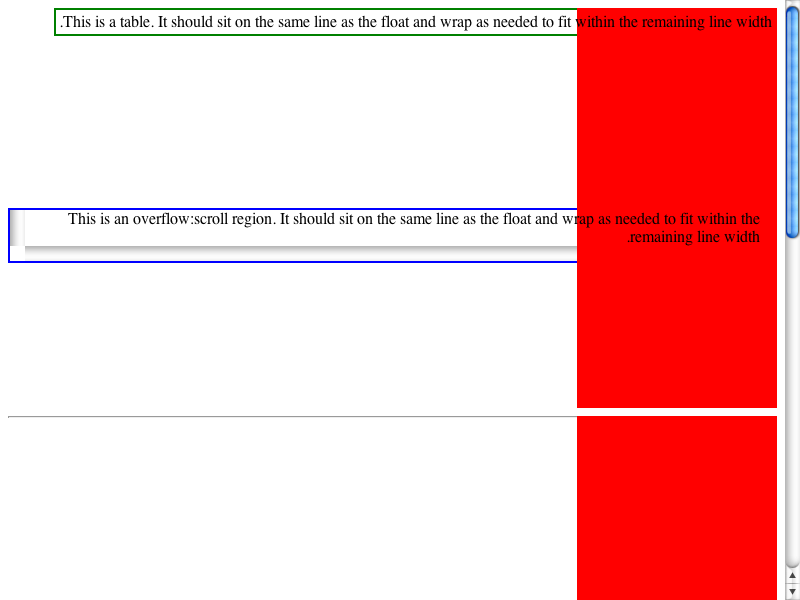 .This is a table. It should sit on the same line as the float and wrap as needed to fit within the remaining line width
This is an overflow:scroll region. It should sit on the same line as the float and wrap as needed to fit within the
.remaining line width